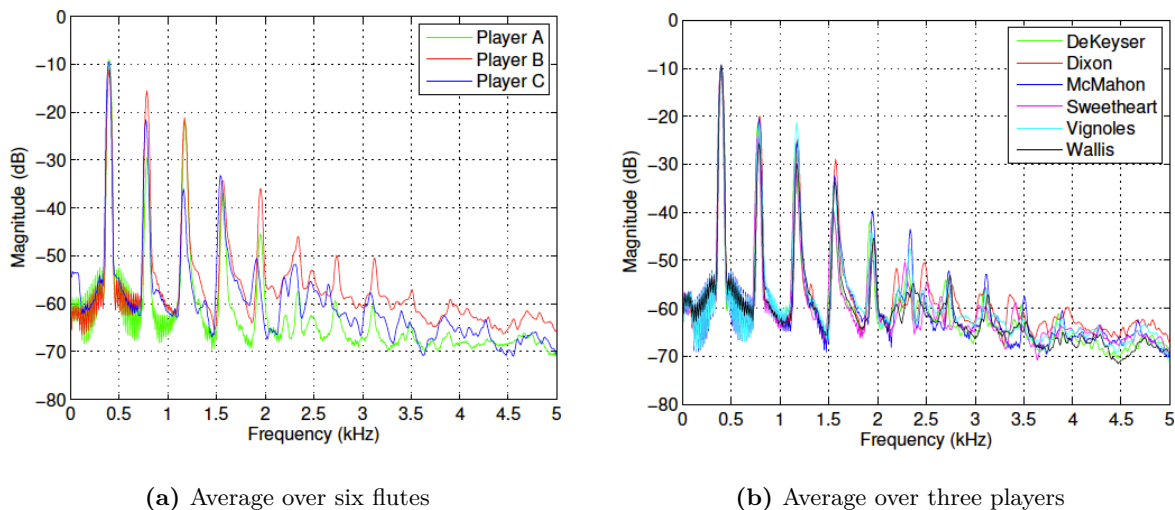 0
−10
−20
−30
−40
−50
−60
−70
−80
Magnitude (dB)
0 0.5 1 1.5 2 2.5 3 3.5 4 4.5 5
Frequency (kHz)
Player A
Player B
Player C
(a) Average over six flutes
0
−10
−20
−30
−40
−50
−60
−70
−80
Magnitude (dB)
0 0.5 1 1.5 2 2.5 3 3.5 4 4.5 5
Frequency (kHz)
DeKeyser
Dixon
McMahon
Sweetheart
Vignoles
Wallis
(b) Average over three players